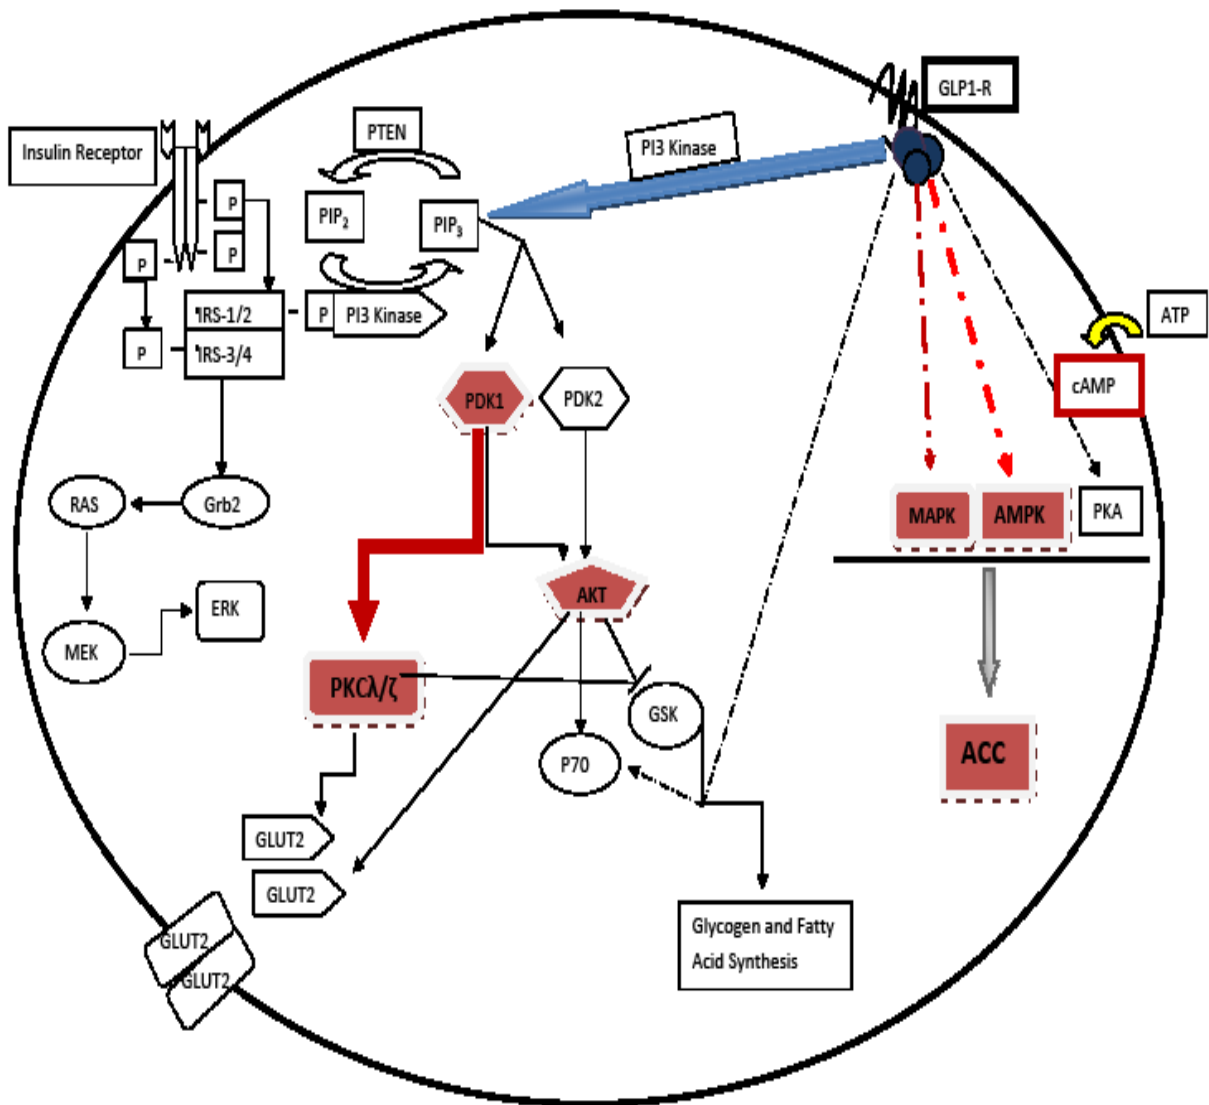 GLP1-R
PTEN
Insulin Receptor
PI3 Kinase
P
PIP2
PIP3
P
P
ATP
IRS-1/2
P
PI3 Kinase
P
IRS-3/4
cAMP
PDK1
PDK2
RAS
Grb2
MAPK
AMPK
PKA
AKT
ERK
MEK
PKCλ/ζ
GSK
ACC
P70
GLUT2
GLUT2
Glycogen and Fatty
Acid Synthesis
GLUT2
GLUT2